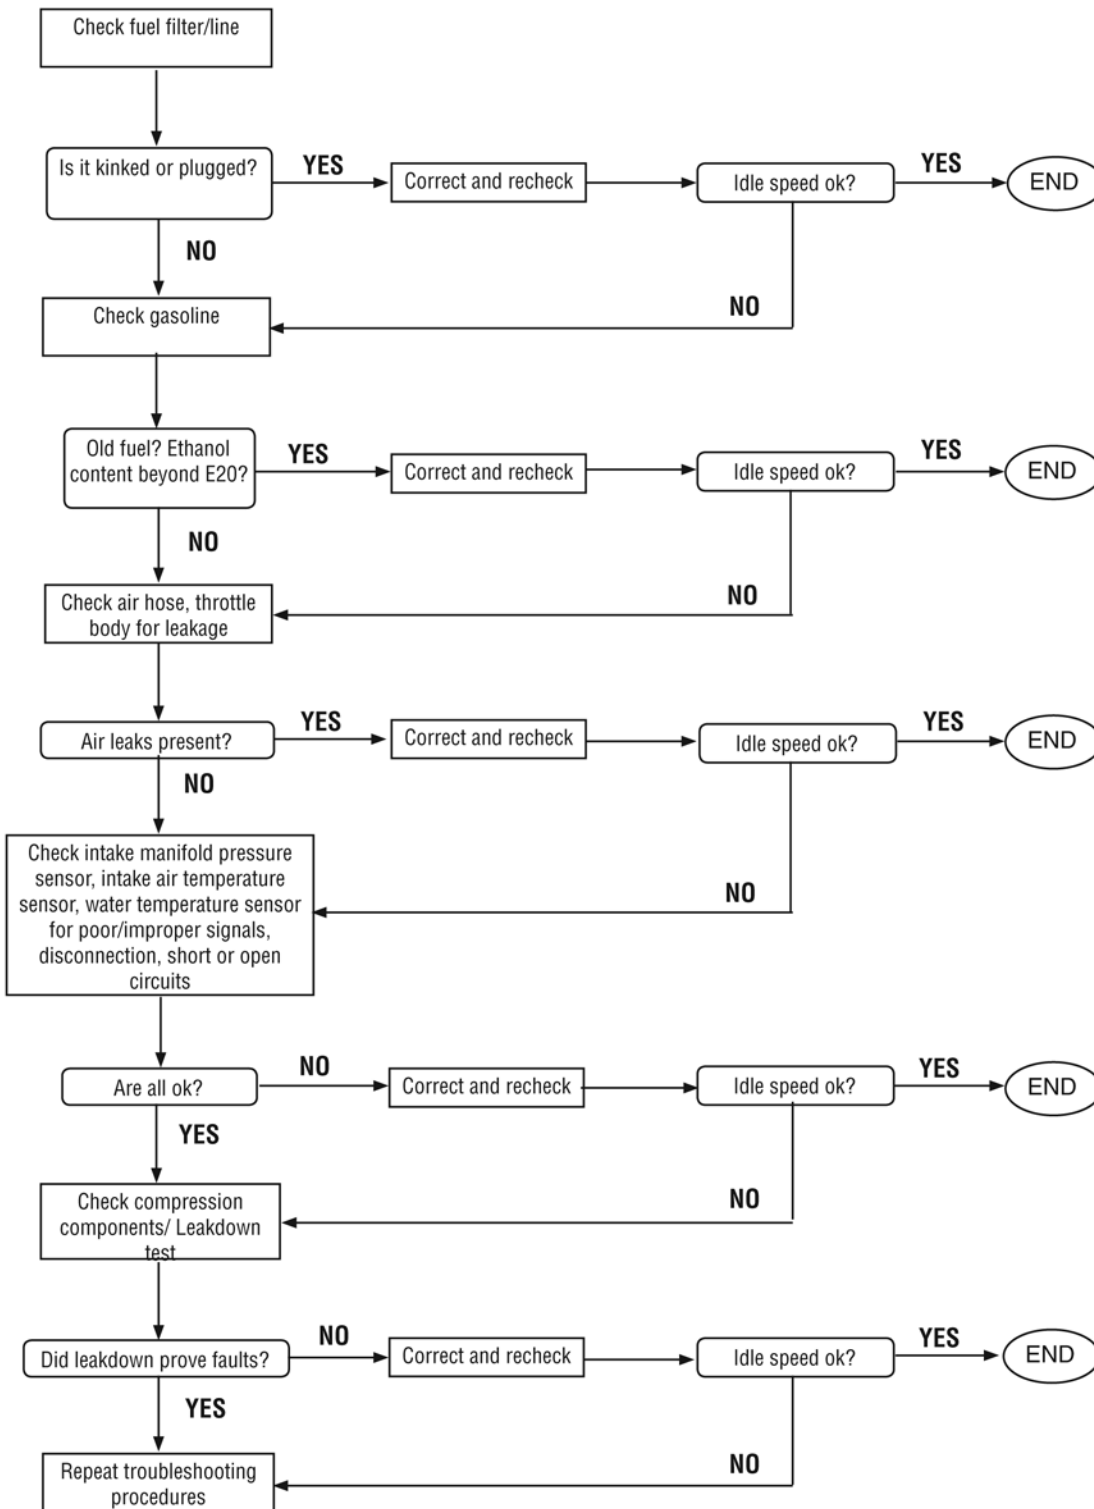 Check fuel filter/line
Is it kinked or plugged?
YES
Correct and recheck
Idle speed ok?
YES
END
NO
Check gasoline
NO
Old fuel? Ethanol
content beyond E20?
YES
Correct and recheck
Idle speed ok?
YES
END
NO
Check air hose, throttle
body for leakage
NO
Air leaks present?
YES
Correct and recheck
Idle speed ok?
YES
END
NO
Check intake manifold pressure
sensor, intake air temperature
sensor, water temperature sensor
for poor/improper signals,
disconnection, short or open
circuits
NO
Are all ok?
NO
Correct and recheck
Idle speed ok?
YES
END
YES
Check compression
components/ Leakdown
test
NO
Did leakdown prove faults?
NO
Correct and recheck
Idle speed ok?
YES
END
YES
Repeat troubleshooting
procedures
NO